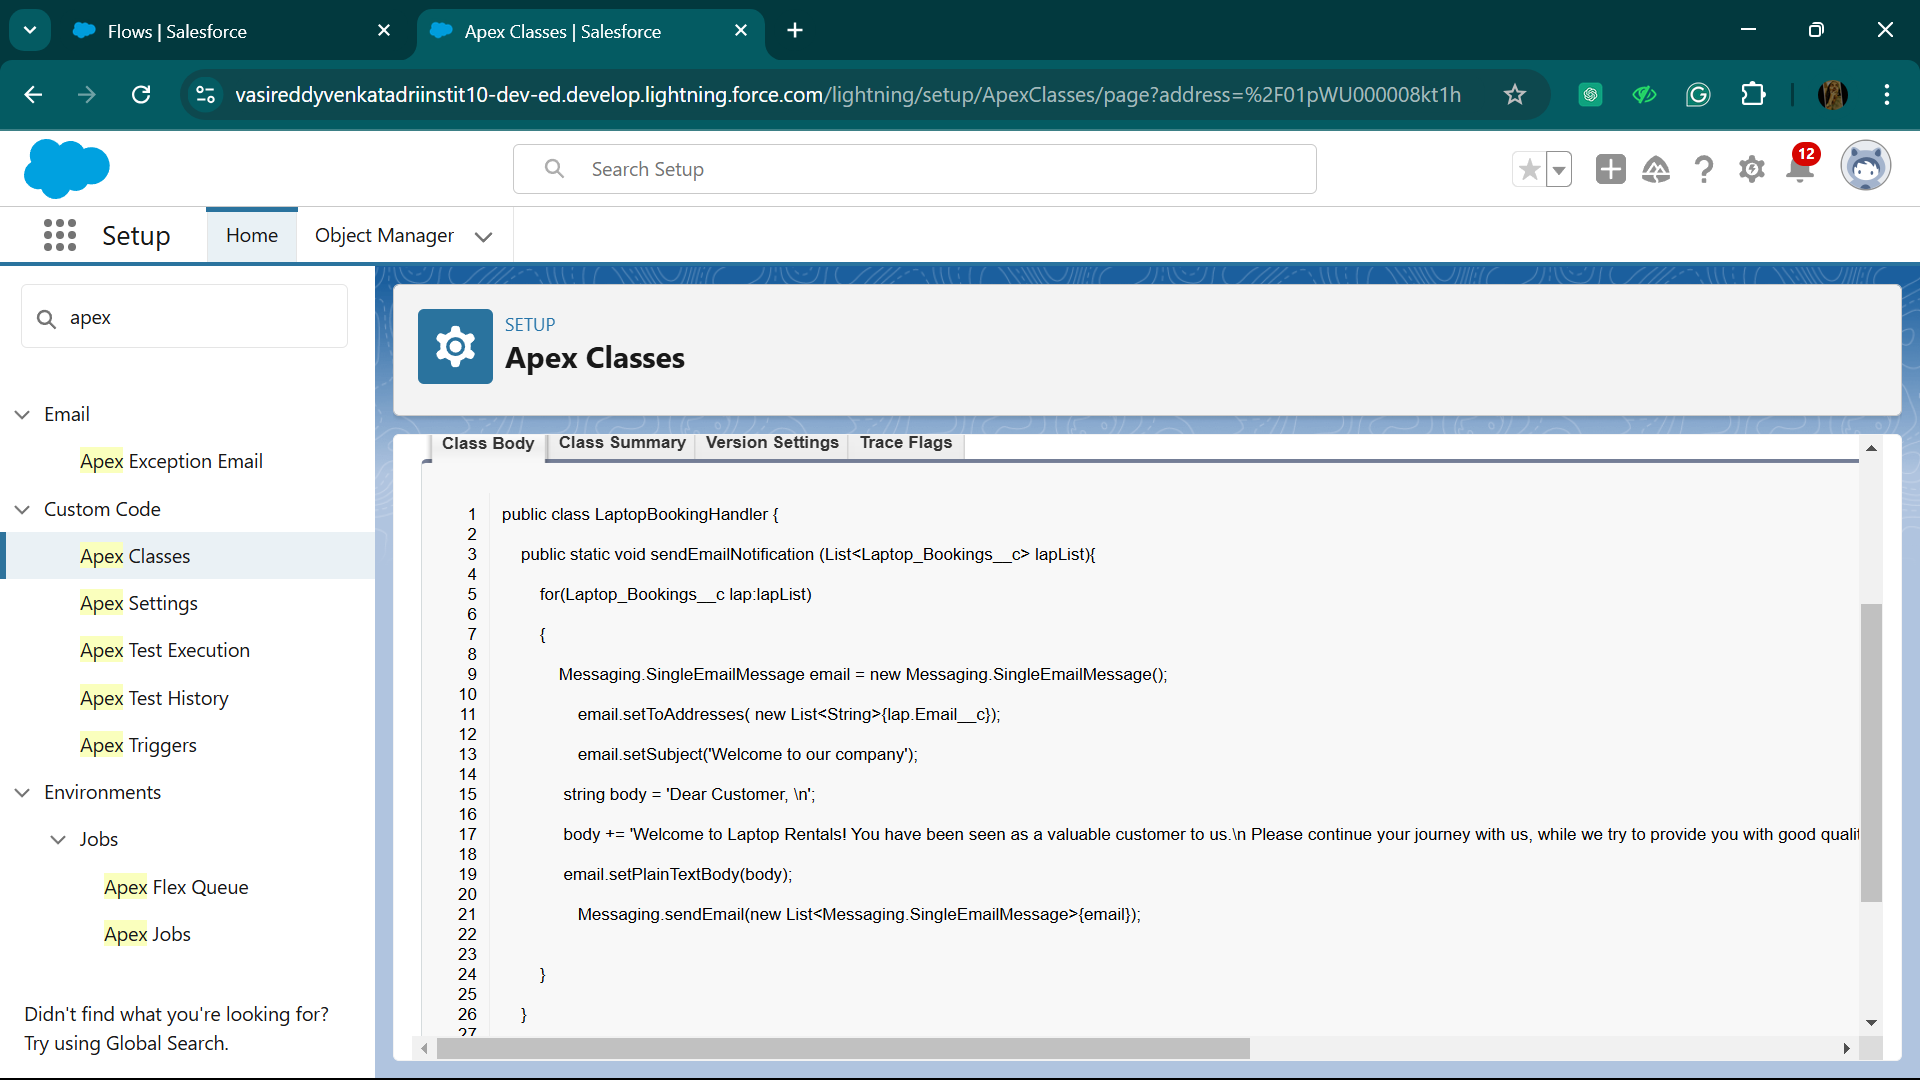 Flows | Salesforce
Apex Classes | Salesforce
vasireddyvenkatadriinstit10-dev-ed.develop.lightning.force.com/lightning/setup/ApexClasses/page?address=%2F01pWU000008kt1h
Search Setup
12
Setup
Home
Object Manager
apex
Email
Apex Exception Email
Custom Code
Apex Classes
Apex Settings
Apex Test Execution
Apex Test History
Apex Triggers
Environments
Jobs
Apex Flex Queue
Apex Jobs
Didn't find what you're looking for?
Try using Global Search.
SETUP
Apex Classes
Class Body
Class Summary
Version Settings
Trace Flags
1 public class LaptopBookingHandler {
2
3 public static void sendEmailNotification (List<Laptop_Bookings__c> lapList){
4
5 for(Laptop_Bookings__c lap:lapList)
6
7 {
8
9 Messaging.SingleEmailMessage email = new Messaging.SingleEmailMessage();
10
11 email.setToAddresses( new List<String>{lap.Email__c});
12
13 email.setSubject('Welcome to our company');
14
15 string body = 'Dear Customer, \n';
16
17 body += 'Welcome to Laptop Rentals! You have been seen as a valuable customer to us.\n Please continue your journey with us, while we try to provide you with good qualit
18
19 email.setPlainTextBody(body);
20
21 Messaging.sendEmail(new List<Messaging.SingleEmailMessage>{email});
22
23
24 }
25
26 }
27